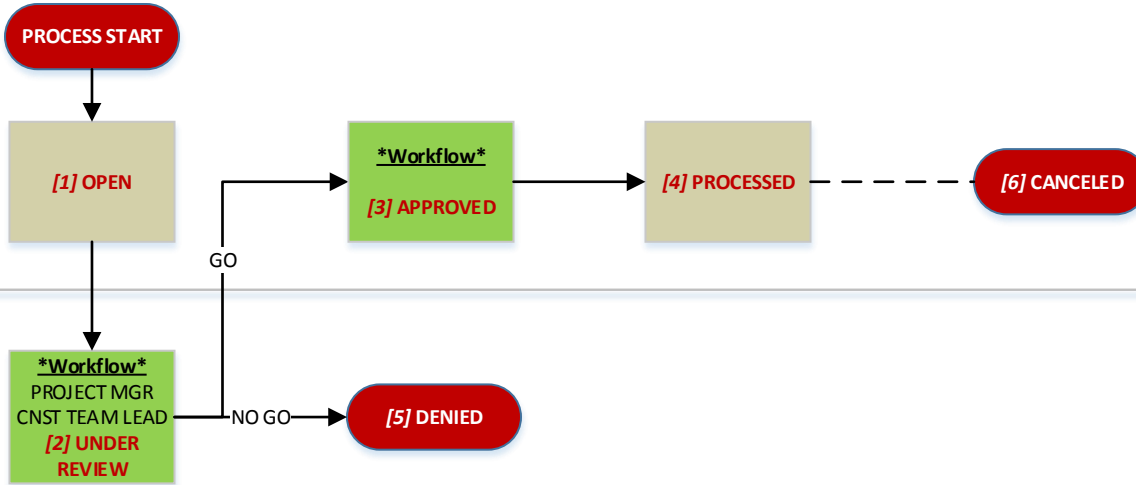 PROCESS START
[1] OPEN
*Workflow*
[3] APPROVED
[4] PROCESSED
[6] CANCELED
GO
*Workflow*
PROJECT MGR
CNST TEAM LEAD
[2] UNDER
REVIEW
NO GO
[5] DENIED